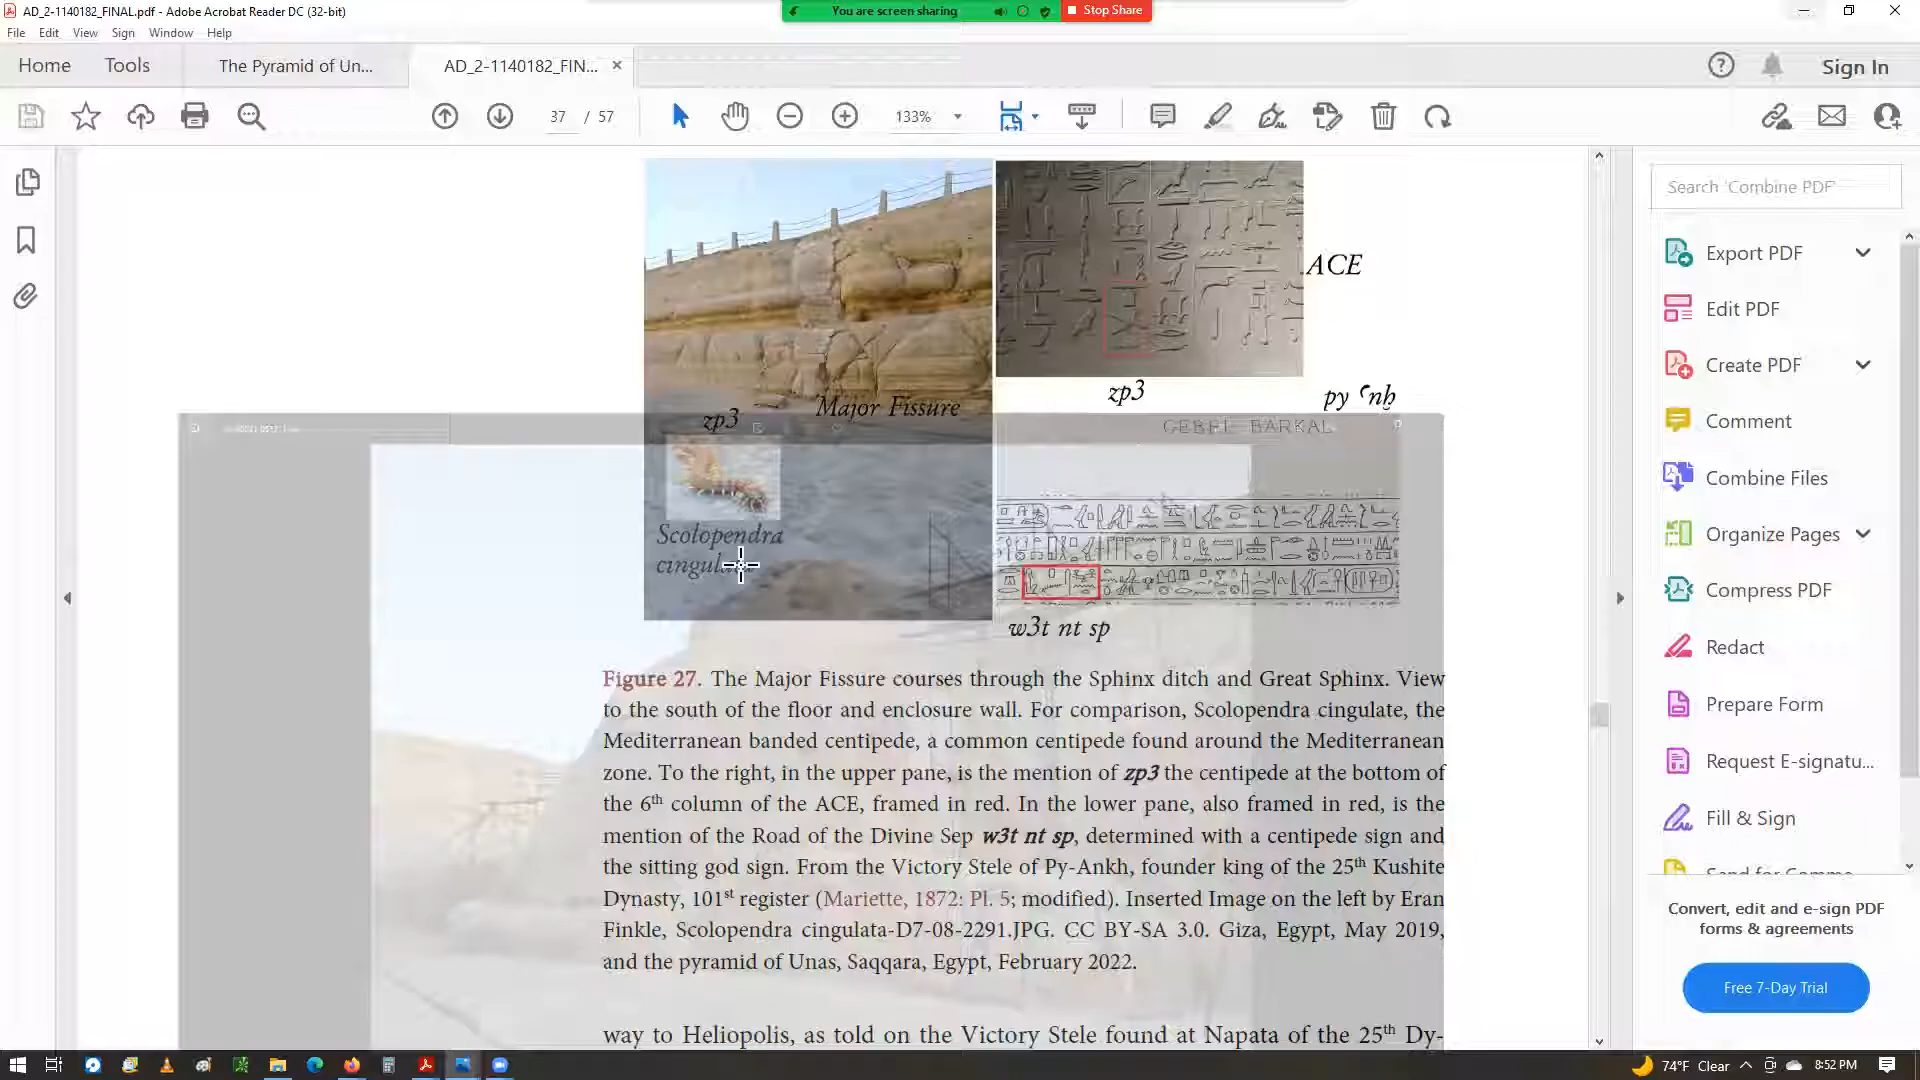 AD_2-1140182_FINAL.pdf - Adobe Acrobat Reader DC (32-bit)
You are screen sharing
Stop Share
File Edit View Sign Window Help
Home Tools The Pyramid of Un... AD_2-1140182_FIN... × Sign In
37 / 57 133%
Search 'Combine PDF'
Export PDF
Edit PDF
Create PDF
Comment
Combine Files
Organize Pages
Compress PDF
Redact
Prepare Form
Request E-signatu...
Fill & Sign
Convert, edit and e-sign PDF
forms & agreements
Free 7-Day Trial
ACE
zp3
py ꜥnḫ
zp3 Major Fissure
GEBEL BARKAL
Scolopendra
w3t nt sp
Figure 27. The Major Fissure courses through the Sphinx ditch and Great Sphinx. View
to the south of the floor and enclosure wall. For comparison, Scolopendra cingulate, the
Mediterranean banded centipede, a common centipede found around the Mediterranean
zone. To the right, in the upper pane, is the mention of zp3 the centipede at the bottom of
the 6th column of the ACE, framed in red. In the lower pane, also framed in red, is the
mention of the Road of the Divine Sep w3t nt sp, determined with a centipede sign and
the sitting god sign. From the Victory Stele of Py-Ankh, founder king of the 25th Kushite
Dynasty, 101st register (Mariette, 1872: Pl. 5; modified). Inserted Image on the left by Eran
Finkle, Scolopendra cingulata-D7-08-2291.JPG. CC BY-SA 3.0. Giza, Egypt, May 2019,
and the pyramid of Unas, Saqqara, Egypt, February 2022.
way to Heliopolis, as told on the Victory Stele found at Napata of the 25th Dy-
74°F Clear 8:52 PM